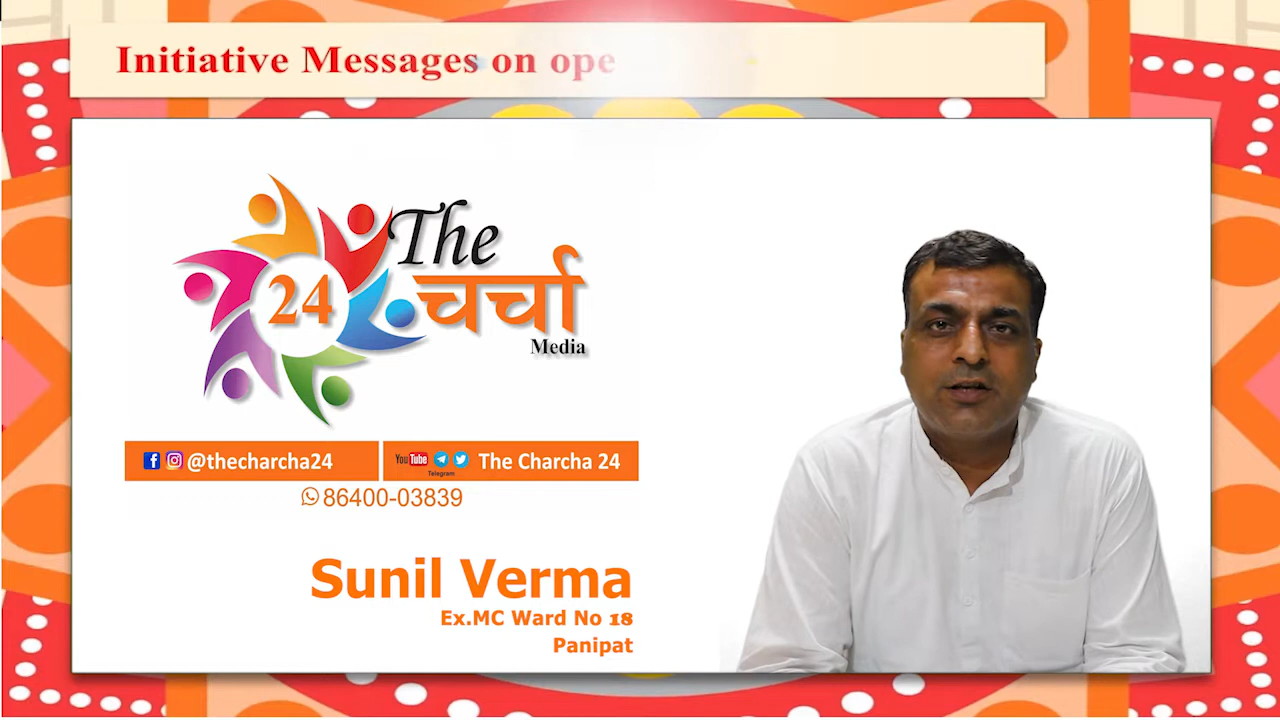 Initiative Messages on ope
The
24
चर्चा
Media
@thecharcha24
YouTube
Telegram
The Charcha 24
86400-03839
Sunil Verma
Ex.MC Ward No 18
Panipat